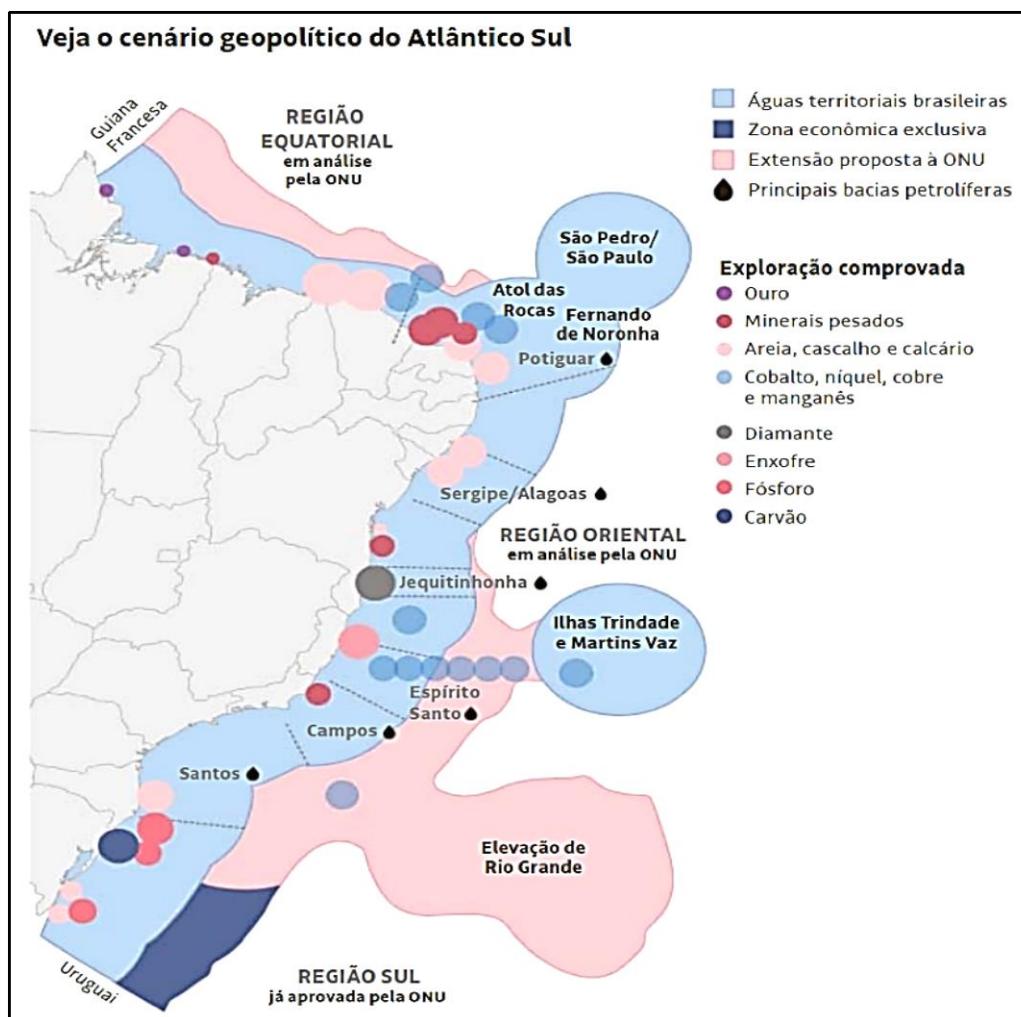 Veja o cenário geopolítico do Atlântico Sul
Guiana
Francesa
REGIÃO
EQUATORIAL
em análise
pela ONU
Águas territoriais brasileiras
Zona econômica exclusiva
Extensão proposta à ONU
Principais bacias petrolíferas
São Pedro/
São Paulo
Atol das
Rocas
Fernando
de Noronha
Potiguar
Exploração comprovada
Ouro
Minerais pesados
Areia, cascalho e calcário
Cobalto, níquel, cobre
e manganês
Diamante
Enxofre
Fósforo
Carvão
Sergipe/Alagoas
REGIÃO ORIENTAL
em análise pela ONU
Jequitinhonha
Ilhas Trindade
e Martins Vaz
Espírito
Santo
Campos
Santos
Elevação de
Rio Grande
Uruguai
REGIÃO SUL
já aprovada pela ONU